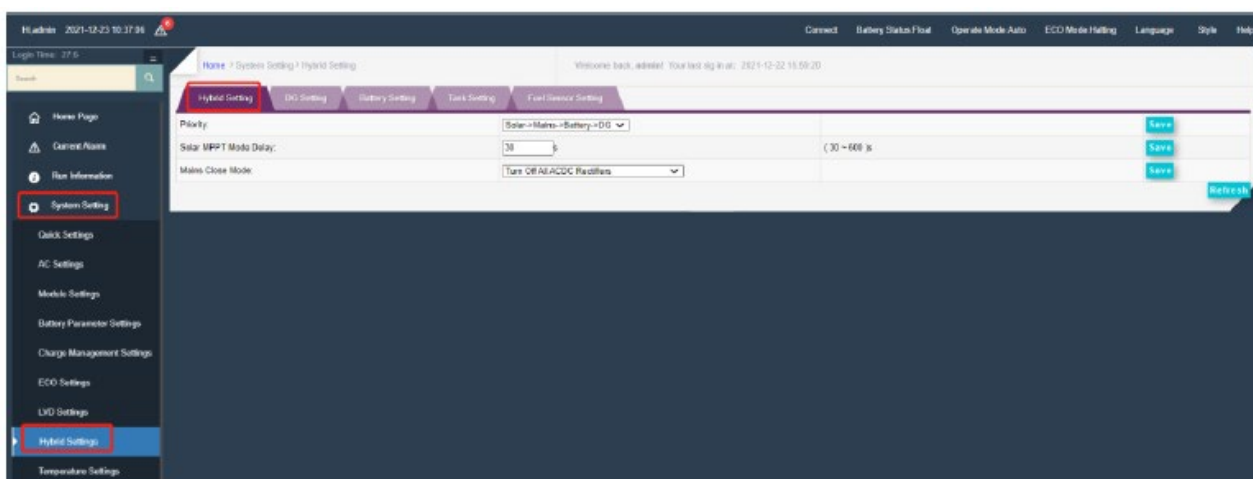 Hi,admin 2021-12-23 10:37:06 6
Connect Battery Status:Float Operate Mode:Auto ECO Mode:Halting Language Style Help
Login Time: 27:6
Search
Home > System Setting > Hybrid Setting
Welcome back, admin! Your last sig in at: 2021-12-22 15:59:20
Hybrid Setting DG Setting Battery Setting Tank Setting Fuel Sensor Setting
Priority: Solar->Mains->Battery->DG Save
Solar MPPT Mode Delay: 30 s ( 30 ~ 600 )s Save
Mains Close Mode: Turn Off All ACDC Rectifiers Save
Refresh
Home Page
Current Alarm
Run Information
System Setting
Quick Settings
AC Settings
Module Settings
Battery Parameter Settings
Charge Management Settings
ECO Settings
LVD Settings
Hybrid Settings
Temperature Settings